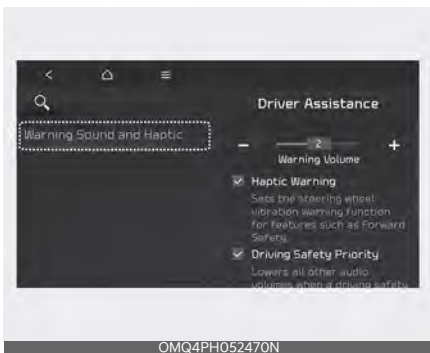 Driver Assistance
Warning Sound and Haptic
2
Warning Volume
Haptic Warning
Sets the steering wheel
vibration warning function
for features such as Forward
Safety.
Driving Safety Priority
Lowers all other audio
volumes when a driving safety
OMQ4PH052470N